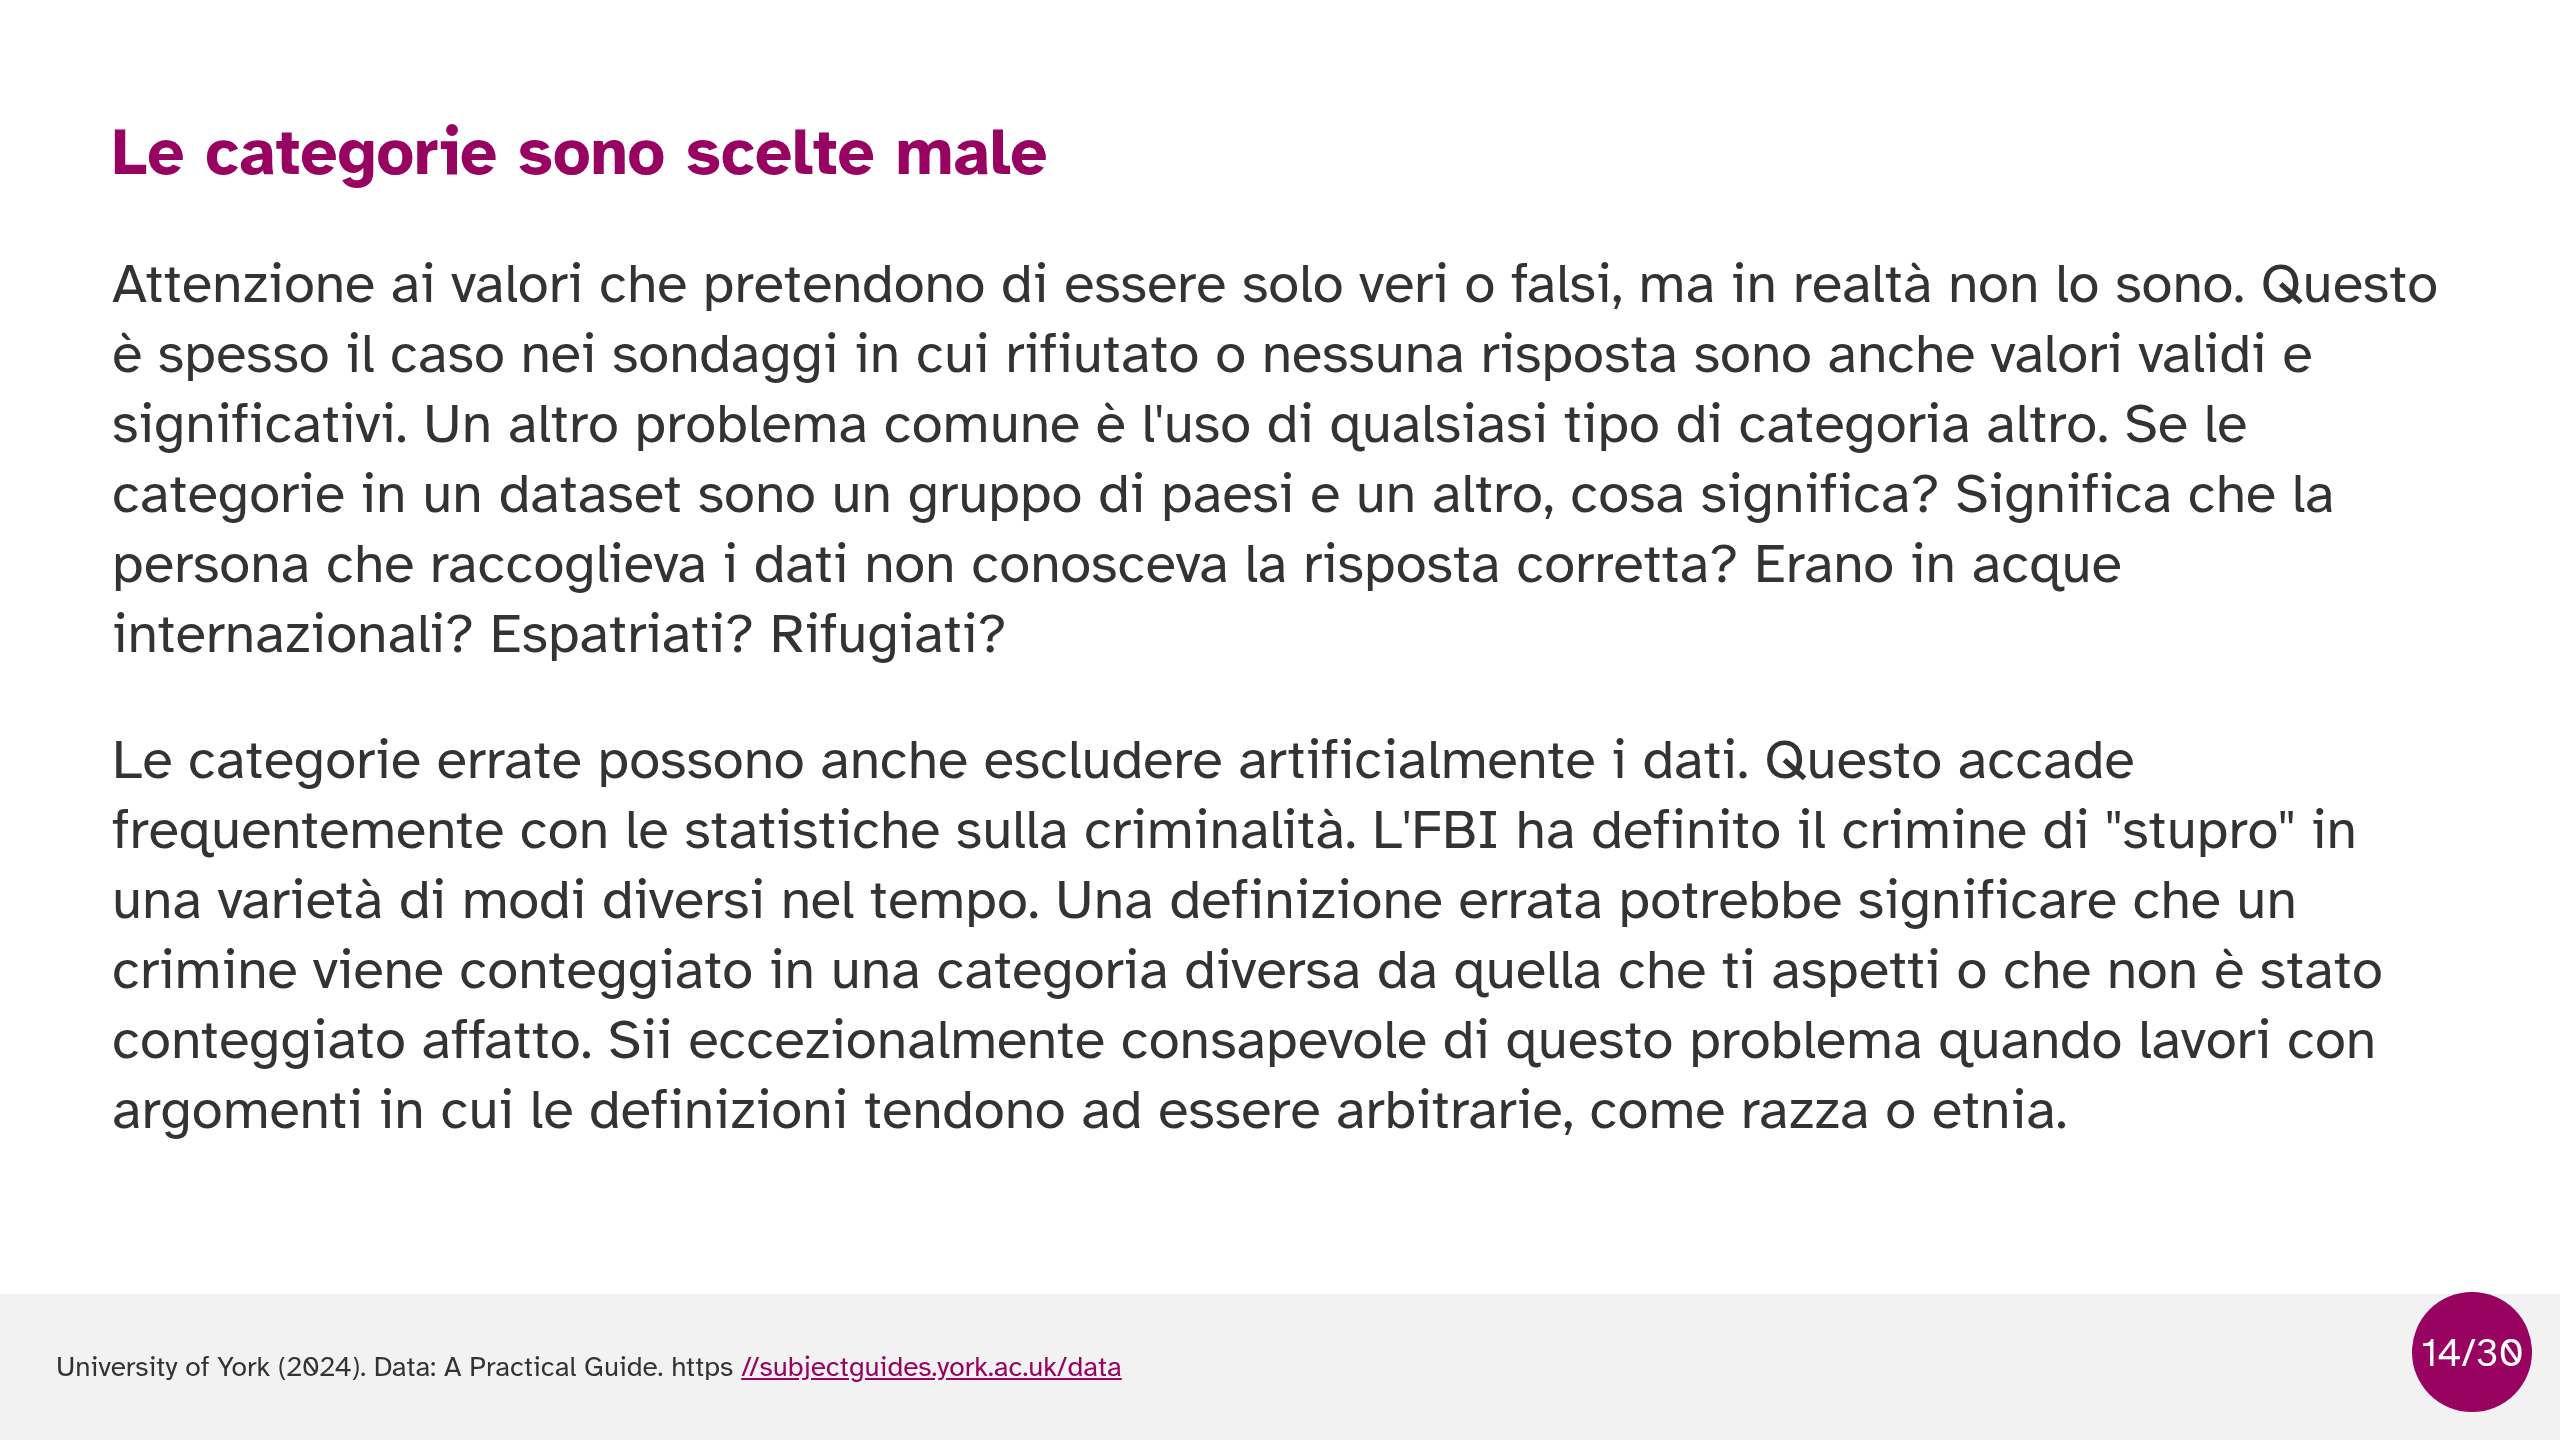 Le categorie sono scelte male
Attenzione ai valori che pretendono di essere solo veri o falsi, ma in realtà non lo sono. Questo
è spesso il caso nei sondaggi in cui rifiutato o nessuna risposta sono anche valori validi e
significativi. Un altro problema comune è l'uso di qualsiasi tipo di categoria altro. Se le
categorie in un dataset sono un gruppo di paesi e un altro, cosa significa? Significa che la
persona che raccoglieva i dati non conosceva la risposta corretta? Erano in acque
internazionali? Espatriati? Rifugiati?
Le categorie errate possono anche escludere artificialmente i dati. Questo accade
frequentemente con le statistiche sulla criminalità. L'FBI ha definito il crimine di "stupro" in
una varietà di modi diversi nel tempo. Una definizione errata potrebbe significare che un
crimine viene conteggiato in una categoria diversa da quella che ti aspetti o che non è stato
conteggiato affatto. Sii eccezionalmente consapevole di questo problema quando lavori con
argomenti in cui le definizioni tendono ad essere arbitrarie, come razza o etnia.
University of York (2024). Data: A Practical Guide. https //subjectguides.york.ac.uk/data
14/30